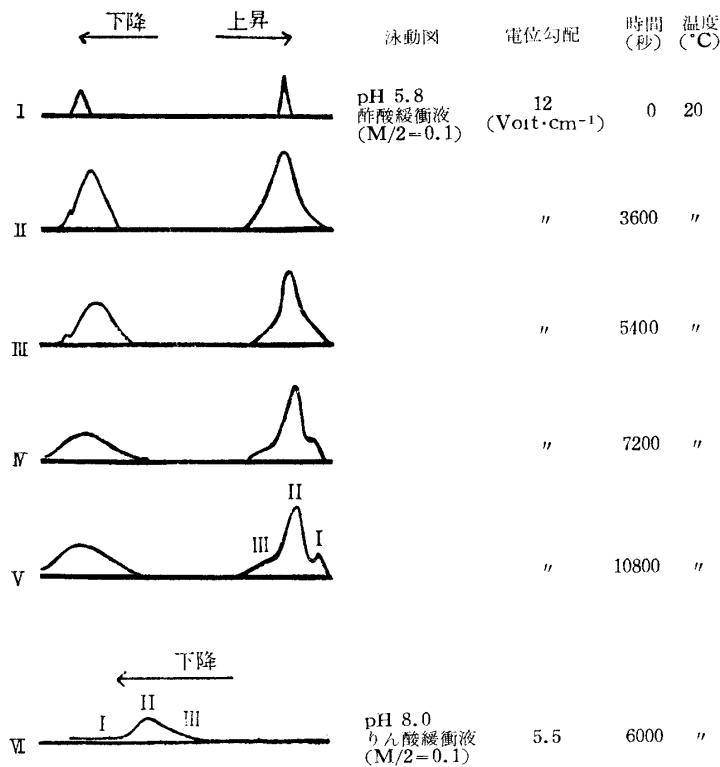 下降 上昇 泳動図 電位勾配 時間(秒) 温度(℃)
I pH 5.8 酢酸緩衝液 (M/2=0.1) 12 (Voit·cm⁻¹) 0 20
II 〃 3600 〃
III 〃 5400 〃
IV 〃 7200 〃
II
III I
V 〃 10800 〃
下降
II
I III
VI pH 8.0 りん酸緩衝液 (M/2=0.1) 5.5 6000 〃